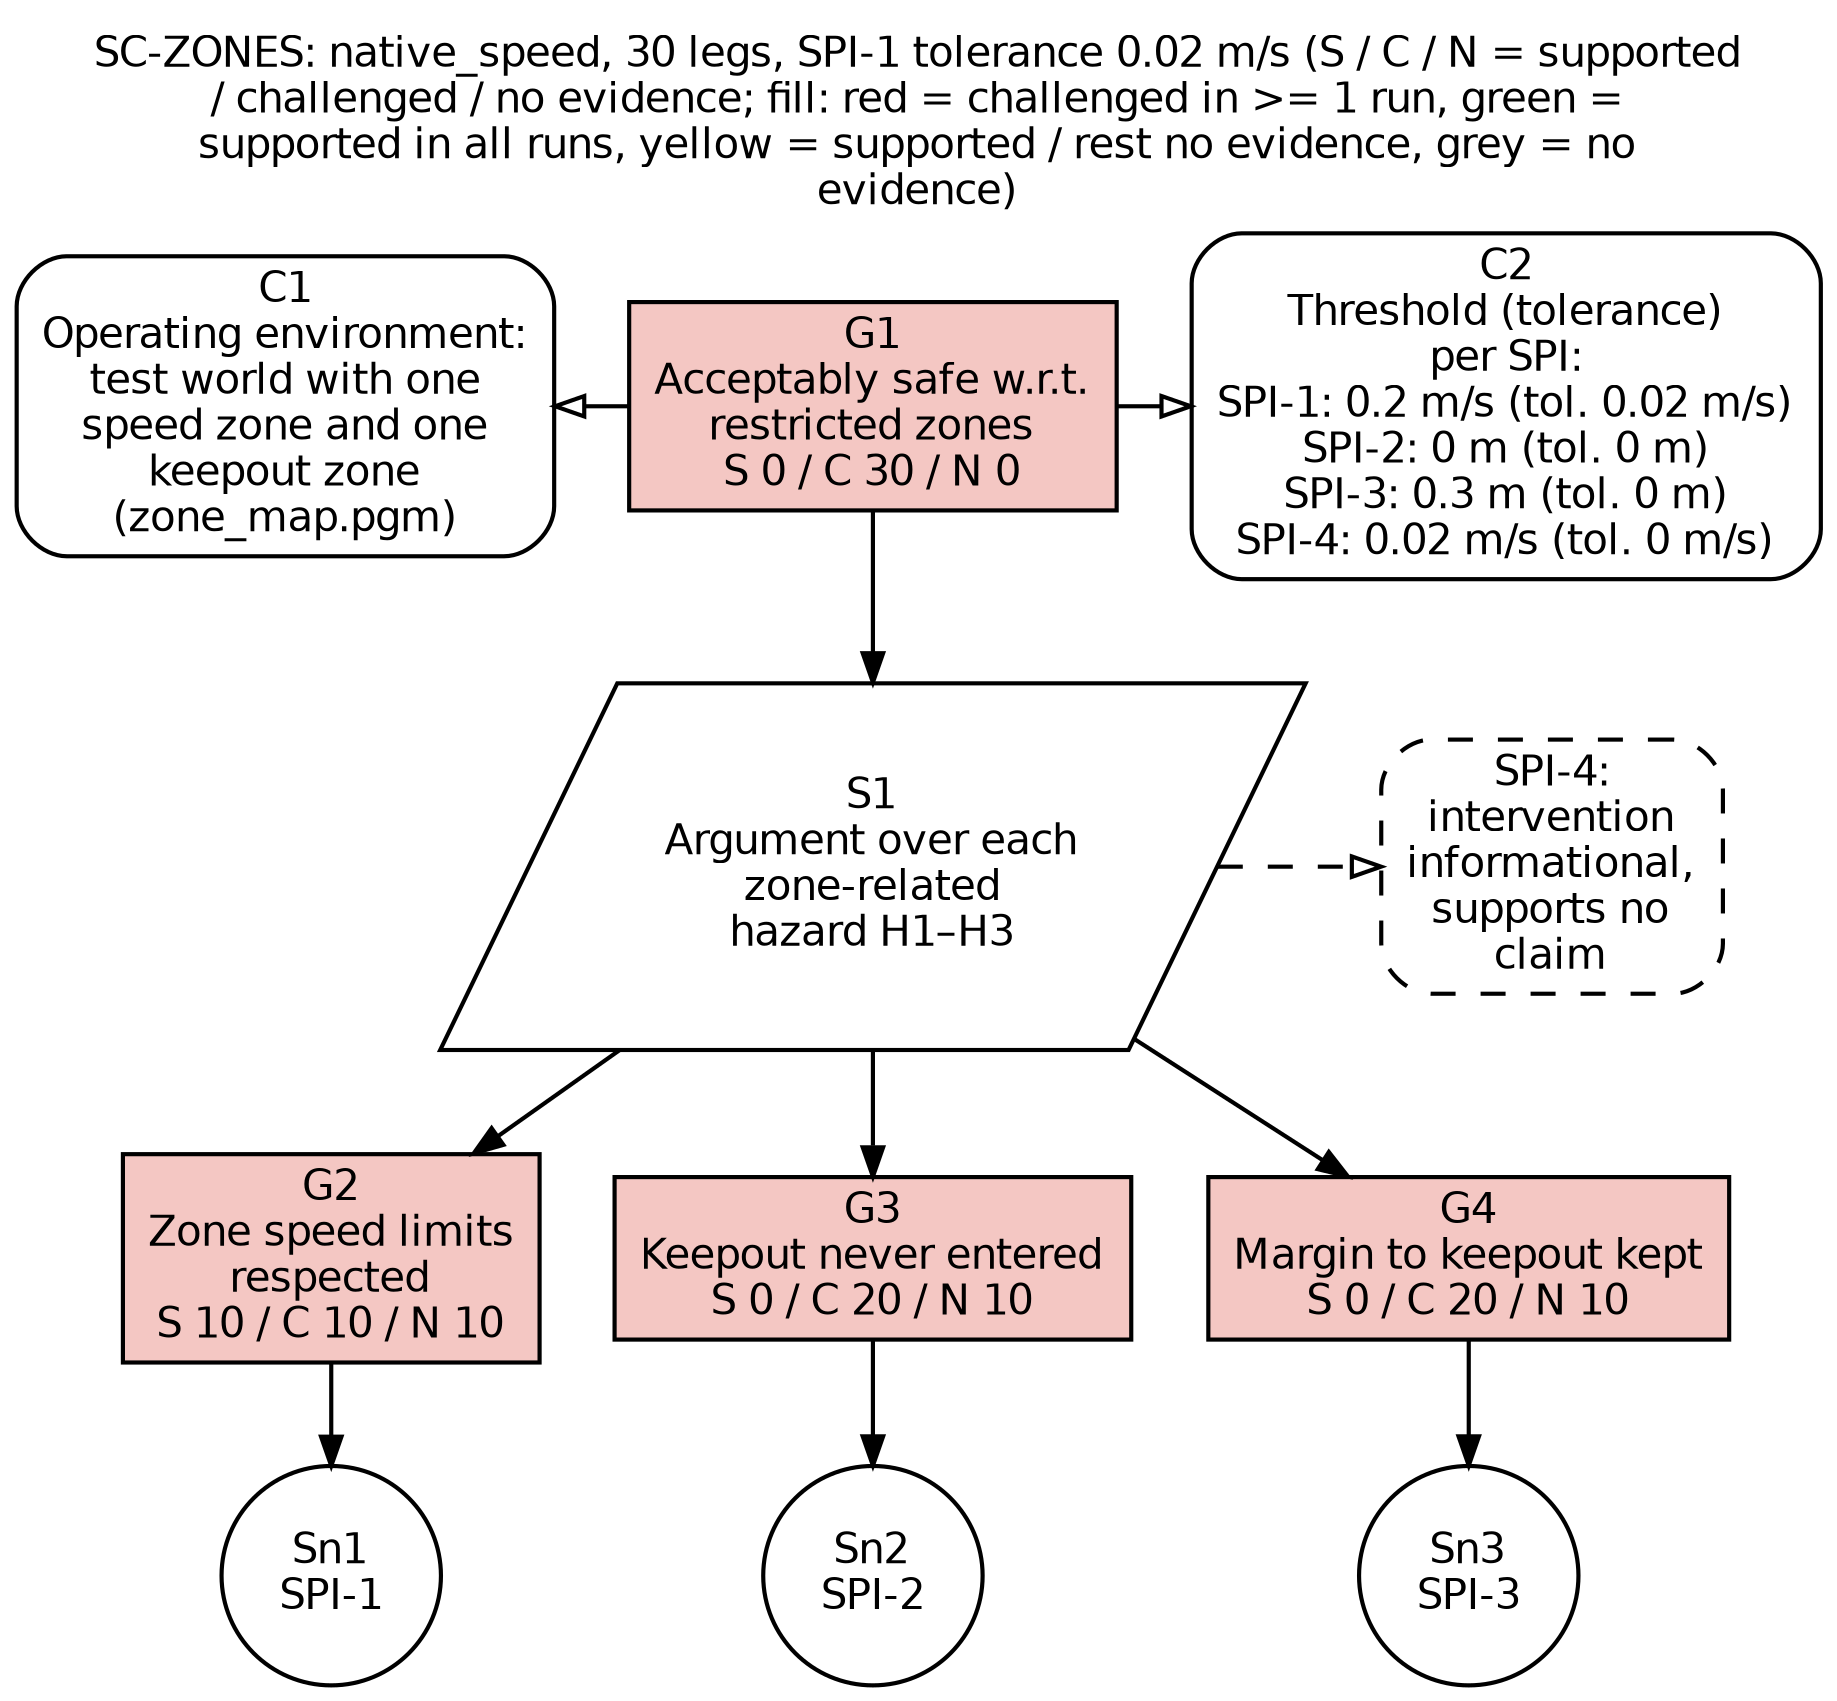 SC-ZONES: native_speed, 30 legs, SPI-1 tolerance 0.02 m/s (S / C / N = supported
/ challenged / no evidence; fill: red = challenged in >= 1 run, green =
supported in all runs, yellow = supported / rest no evidence, grey = no
evidence)
C1
Operating environment:
test world with one
speed zone and one
keepout zone
(zone_map.pgm)
G1
Acceptably safe w.r.t.
restricted zones
S 0 / C 30 / N 0
C2
Threshold (tolerance)
per SPI:
SPI-1: 0.2 m/s (tol. 0.02 m/s)
SPI-2: 0 m (tol. 0 m)
SPI-3: 0.3 m (tol. 0 m)
SPI-4: 0.02 m/s (tol. 0 m/s)
S1
Argument over each
zone-related
hazard H1–H3
SPI-4:
intervention
informational,
supports no
claim
G2
Zone speed limits
respected
S 10 / C 10 / N 10
G3
Keepout never entered
S 0 / C 20 / N 10
G4
Margin to keepout kept
S 0 / C 20 / N 10
Sn1
SPI-1
Sn2
SPI-2
Sn3
SPI-3